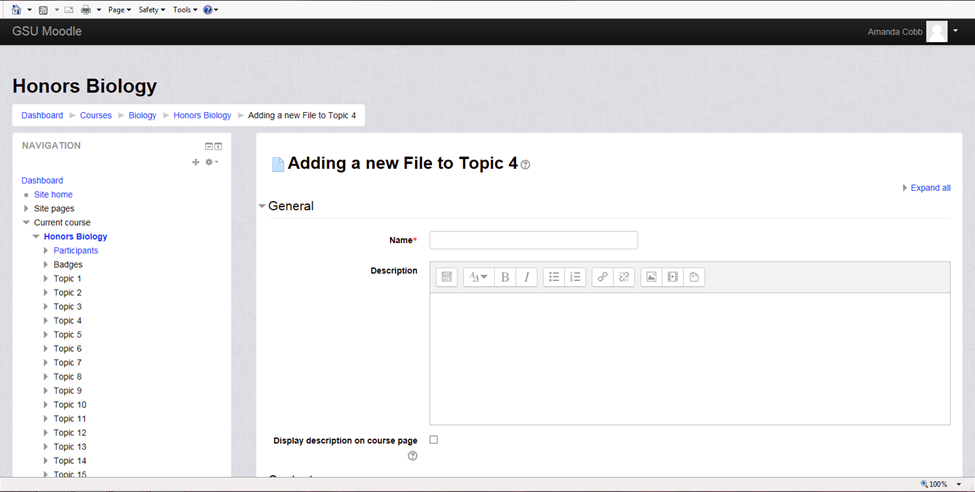 Page Safety Tools
GSU Moodle
Amanda Cobb
Honors Biology
Dashboard Courses Biology Honors Biology Adding a new File to Topic 4
NAVIGATION
Dashboard
Site home
Site pages
Current course
Honors Biology
Participants
Badges
Topic 1
Topic 2
Topic 3
Topic 4
Topic 5
Topic 6
Topic 7
Topic 8
Topic 9
Topic 10
Topic 11
Topic 12
Topic 13
Topic 14
Topic 15
Adding a new File to Topic 4
Expand all
General
Name*
Description
B I
Display description on course page
100%